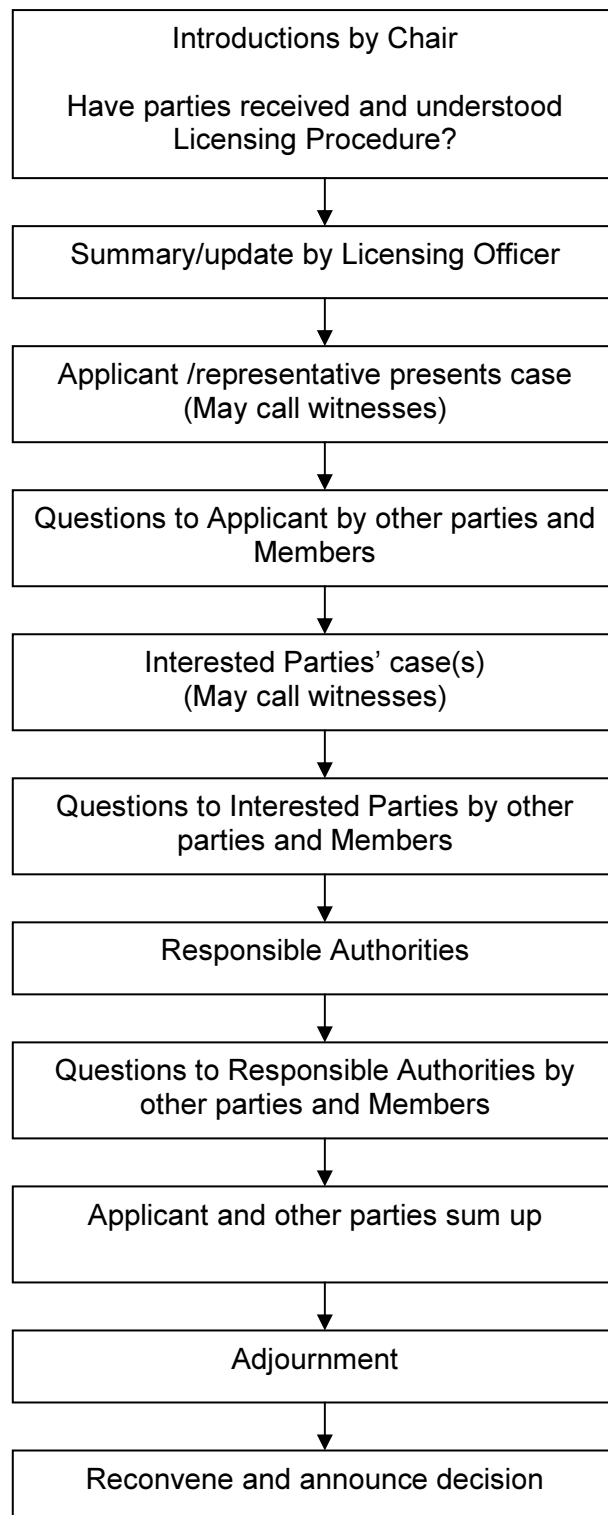 Introductions by Chair
Have parties received and understood
Licensing Procedure?
Summary/update by Licensing Officer
Applicant /representative presents case
(May call witnesses)
Questions to Applicant by other parties and
Members
Interested Parties’ case(s)
(May call witnesses)
Questions to Interested Parties by other
parties and Members
Responsible Authorities
Questions to Responsible Authorities by
other parties and Members
Applicant and other parties sum up
Adjournment
Reconvene and announce decision